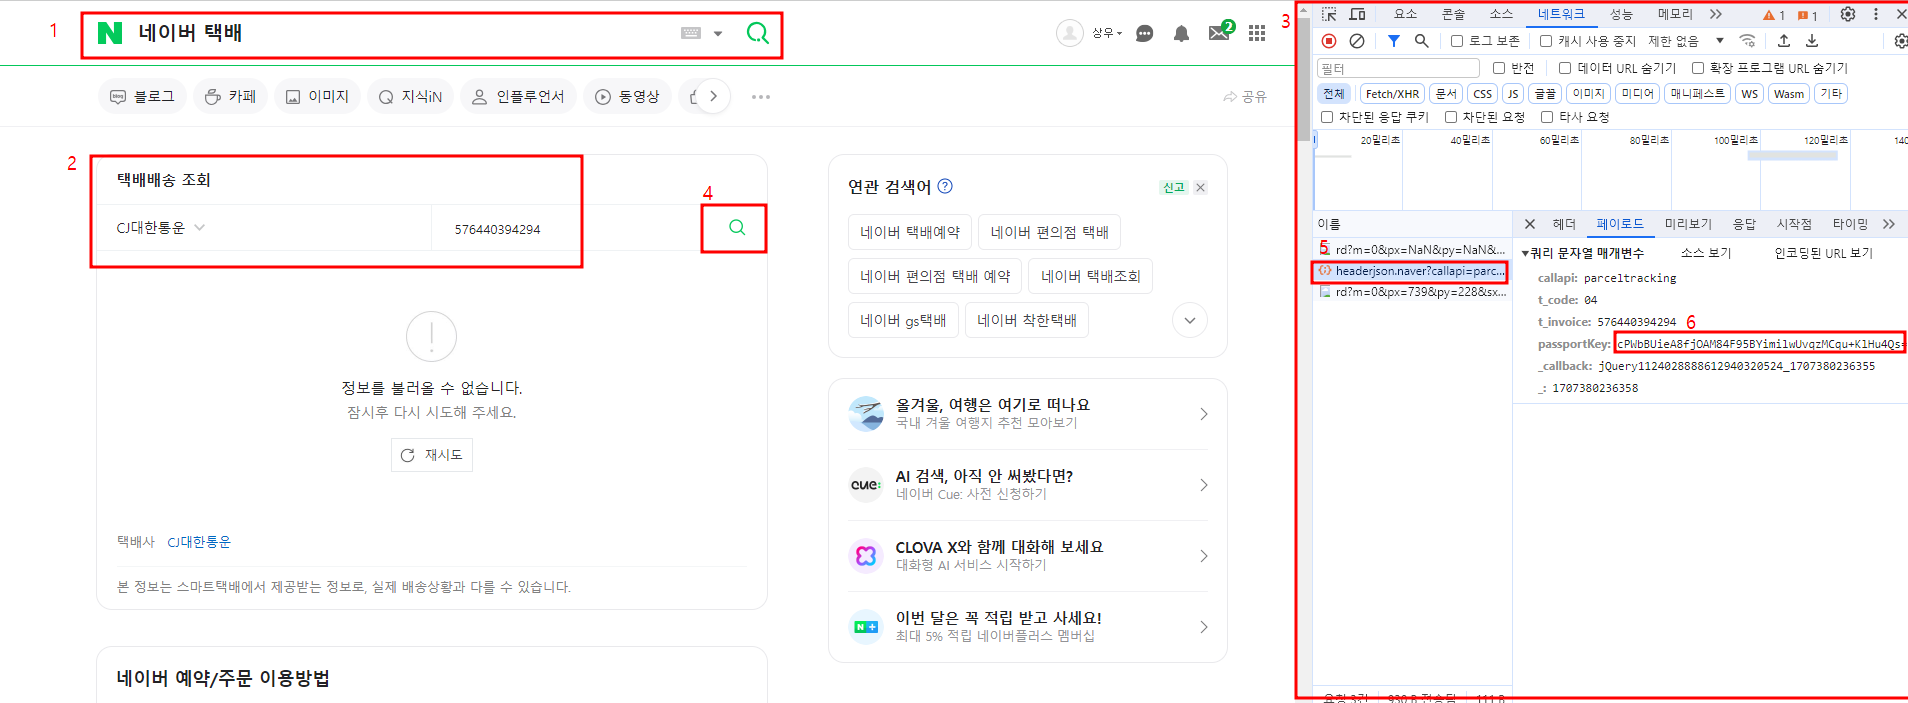 1
N 네이버 택배
상우
2
블로그
카페
이미지
지식iN
인플루언서
동영상
공유
2
택배배송 조회
CJ대한통운
576440394294
4
정보를 불러올 수 없습니다.
잠시후 다시 시도해 주세요.
재시도
택배사 CJ대한통운
본 정보는 스마트택배에서 제공받는 정보로, 실제 배송상황과 다를 수 있습니다.
네이버 예약/주문 이용방법
연관 검색어 ?
신고
네이버 택배예약
네이버 편의점 택배
네이버 편의점 택배 예약
네이버 택배조회
네이버 gs택배
네이버 착한택배
올겨울, 여행은 여기로 떠나요
국내 겨울 여행지 추천 모아보기
cue:
AI 검색, 아직 안 써봤다면?
네이버 Cue: 사전 신청하기
CLOVA X와 함께 대화해 보세요
대화형 AI 서비스 시작하기
N +
이번 달은 꼭 적립 받고 사세요!
최대 5% 적립 네이버플러스 멤버십
3
요소 콘솔 소스 네트워크 성능 메모리 1 1
로그 보존 캐시 사용 중지 제한 없음
필터 반전 데이터 URL 숨기기 확장 프로그램 URL 숨기기
전체 Fetch/XHR 문서 CSS JS 글꼴 이미지 미디어 매니페스트 WS Wasm 기타
차단된 응답 쿠키 차단된 요청 타사 요청
20밀리초 40밀리초 60밀리초 80밀리초 100밀리초 120밀리초 140
이름
5
rd?m=0&px=NaN&py=NaN&...
headerjson.naver?callapi=parc...
rd?m=0&px=739&py=228&sx...
헤더 페이로드 미리보기 응답 시작점 타이밍
쿼리 문자열 매개변수 소스 보기 인코딩된 URL 보기
callapi: parceltracking
t_code: 04
t_invoice: 576440394294
6
passportKey: cPWbBUieA8fjOAM84F95BYimilwUvqzMCqu+KlHu4Qs=
_callback: jQuery1124028888612940320524_1707380236355
_: 1707380236358